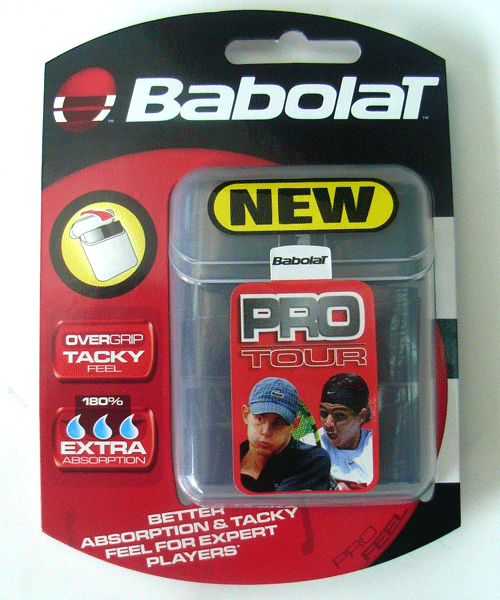 BabolaT
NEW
BabolaT
PRO
TOUR
OVERGRIP
TACKY
FEEL
180%
EXTRA
ABSORPTION
BETTER
ABSORPTION & TACKY
FEEL FOR EXPERT
PLAYERS*
PRO
FEEL